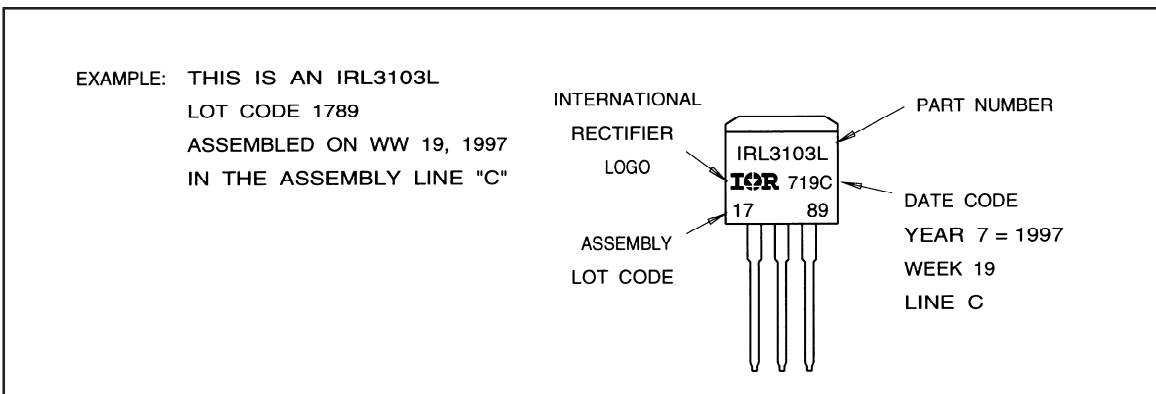 EXAMPLE: THIS IS AN IRL3103L
LOT CODE 1789
ASSEMBLED ON WW 19, 1997
IN THE ASSEMBLY LINE "C"
INTERNATIONAL
RECTIFIER
LOGO
ASSEMBLY
LOT CODE
IRL3103L
IOR 719C
17 89
PART NUMBER
DATE CODE
YEAR 7 = 1997
WEEK 19
LINE C